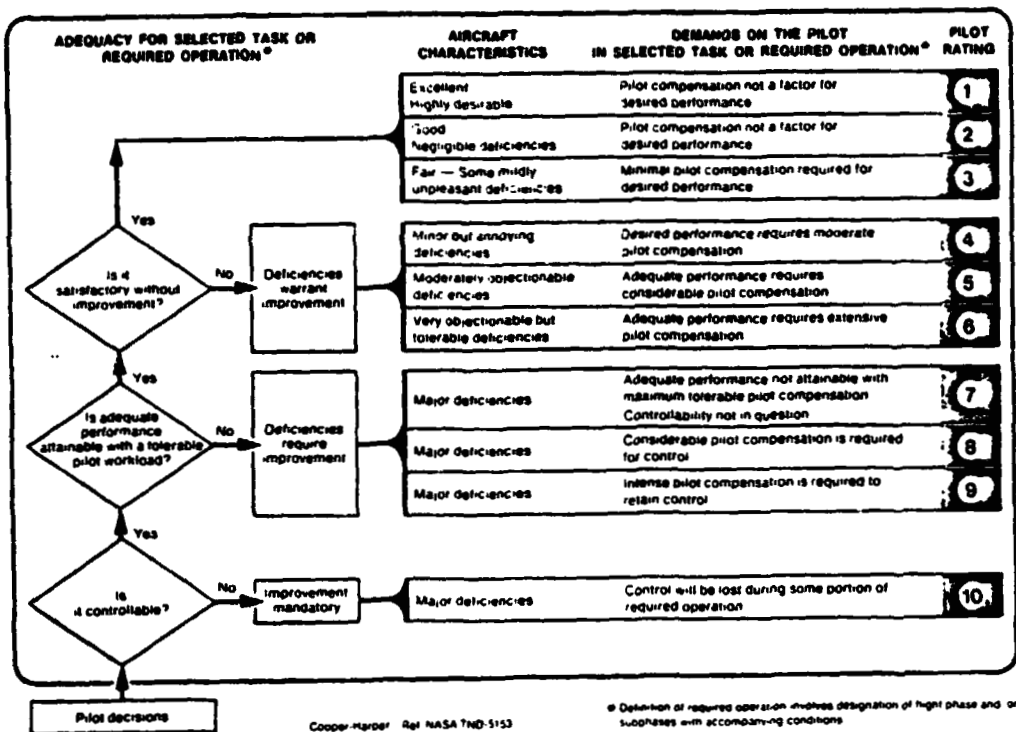 ADEQUACY FOR SELECTED TASK OR
REQUIRED OPERATION*
AIRCRAFT
CHARACTERISTICS
DEMANDS ON THE PILOT
IN SELECTED TASK OR REQUIRED OPERATION*
PILOT
RATING
Excellent
Highly desirable
Pilot compensation not a factor for
desired performance
1
Good
Negligible deficiencies
Pilot compensation not a factor for
desired performance
2
Fair — Some mildly
unpleasant deficiencies
Minimal pilot compensation required for
desired performance
3
Yes
Is it
satisfactory without
improvement?
No
Deficiencies
warrant
improvement
Minor but annoying
deficiencies
Desired performance requires moderate
pilot compensation
4
Moderately objectionable
deficiencies
Adequate performance requires
considerable pilot compensation
5
Very objectionable but
tolerable deficiencies
Adequate performance requires extensive
pilot compensation
6
Yes
Is adequate
performance
attainable with a tolerable
pilot workload?
No
Deficiencies
require
improvement
Major deficiencies
Adequate performance not attainable with
maximum tolerable pilot compensation
Controllability not in question
7
Major deficiencies
Considerable pilot compensation is required
for control
8
Major deficiencies
Intense pilot compensation is required to
retain control
9
Yes
Is
it controllable?
No
Improvement
mandatory
Major deficiencies
Control will be lost during some portion of
required operation
10
Pilot decisions
Cooper-Harper Ref NASA TND-5153
* Definition of required operation involves designation of flight phase and or
subphases with accompanying conditions